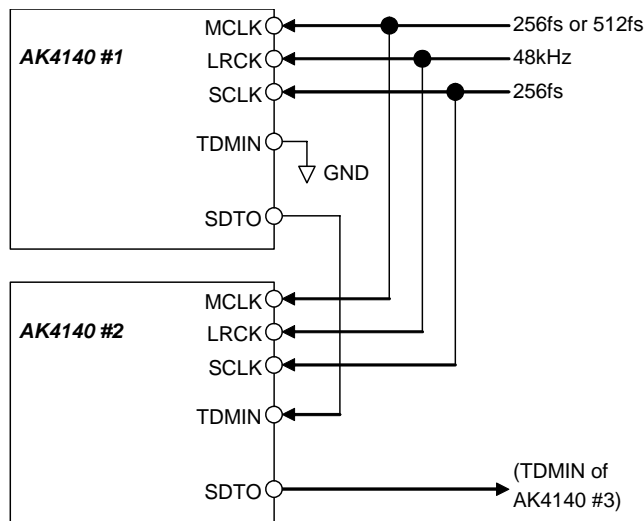 MCLK
256fs or 512fs
AK4140 #1
LRCK
48kHz
SCLK
256fs
TDMIN
GND
SDTO
MCLK
AK4140 #2
LRCK
SCLK
TDMIN
SDTO
(TDMIN of
AK4140 #3)